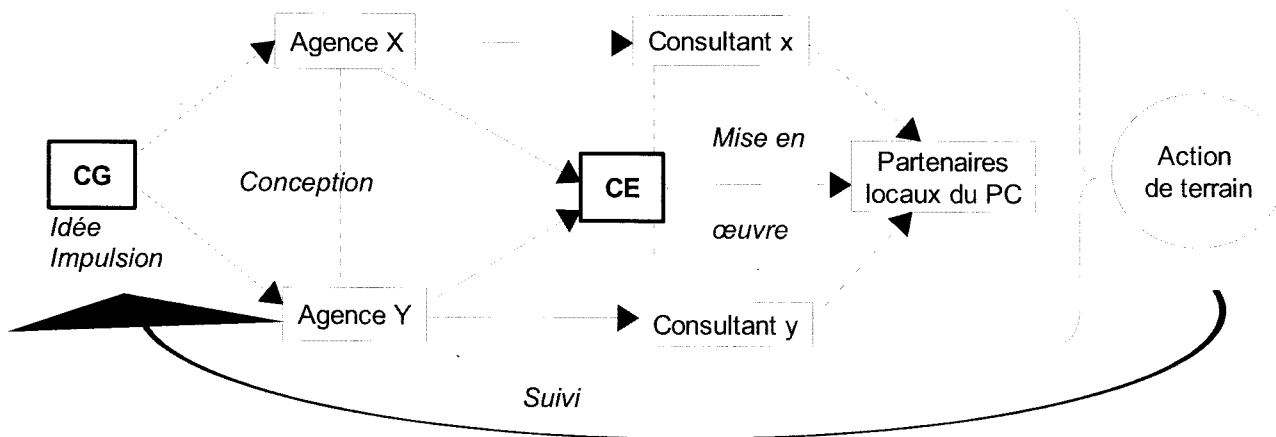 Agence X
Consultant x
CG
Idée
Impulsion
Conception
CE
Mise en
œuvre
Partenaires
locaux du PC
Action
de terrain
Agence Y
Consultant y
Suivi